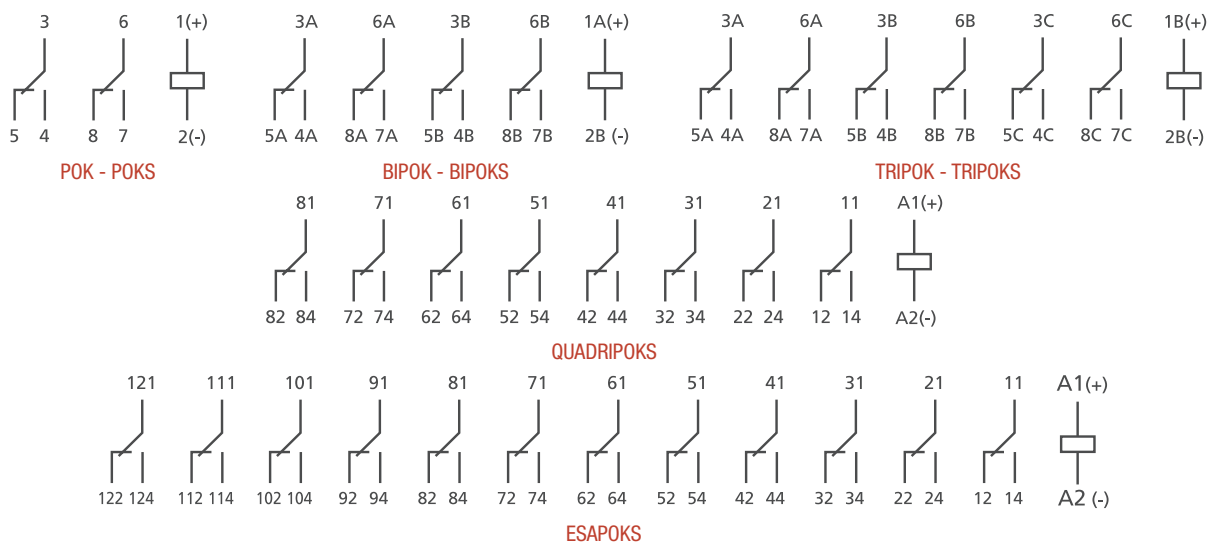 3 6 1(+) 3A 6A 3B 6B 1A(+) 3A 6A 3B 6B 3C 6C 1B(+)
5 4 8 7 2(-) 5A 4A 8A 7A 5B 4B 8B 7B 2B (-) 5A 4A 8A 7A 5B 4B 8B 7B 5C 4C 8C 7C 2B(-)
POK - POKS BIPOK - BIPOKS TRIPOK - TRIPOKS
81 71 61 51 41 31 21 11 A1(+)
82 84 72 74 62 64 52 54 42 44 32 34 22 24 12 14 A2(-)
QUADRIPOKS
121 111 101 91 81 71 61 51 41 31 21 11 A1(+)
122 124 112 114 102 104 92 94 82 84 72 74 62 64 52 54 42 44 32 34 22 24 12 14 A2 (-)
ESAPOKS